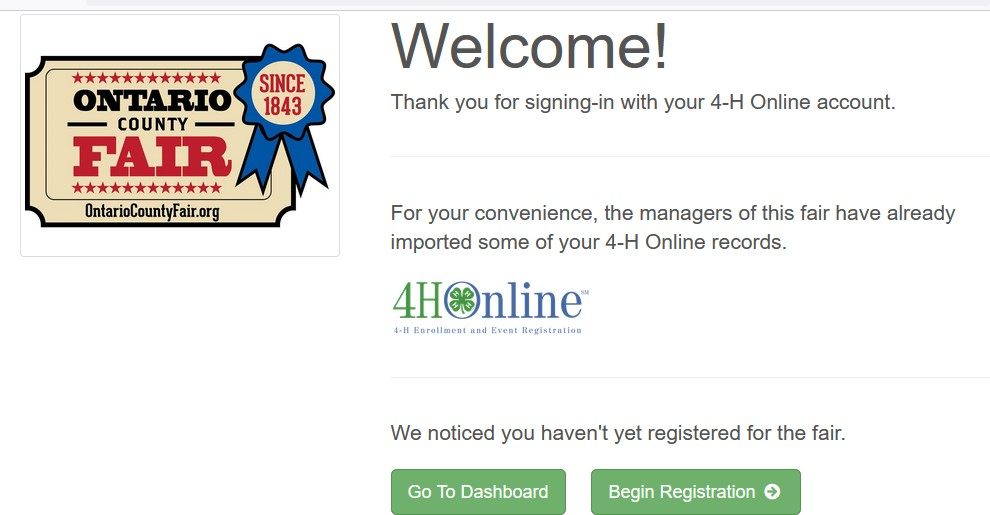 SINCE
1843
ONTARIO
COUNTY
FAIR
OntarioCountyFair.org
Welcome!
Thank you for signing-in with your 4-H Online account.
For your convenience, the managers of this fair have already
imported some of your 4-H Online records.
4HOnline SM
4-H Enrollment and Event Registration
We noticed you haven't yet registered for the fair.
Go To Dashboard
Begin Registration